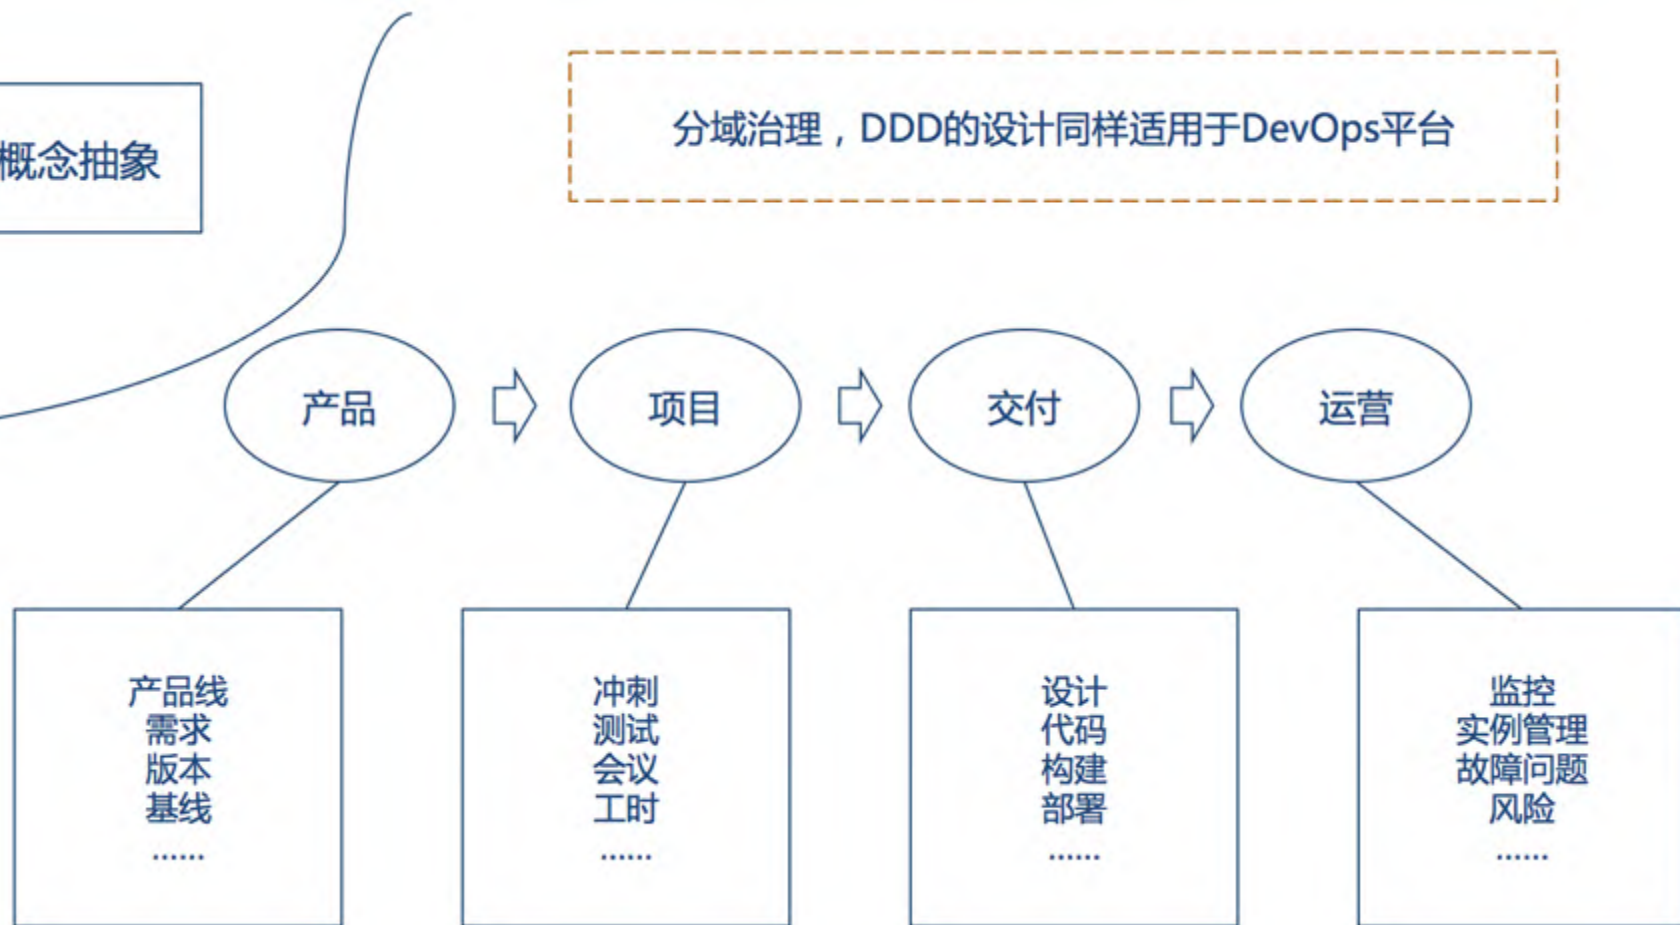 概念抽象
分域治理，DDD的设计同样适用于DevOps平台
产品
项目
交付
运营
产品线
需求
版本
基线
......
冲刺
测试
会议
工时
......
设计
代码
构建
部署
......
监控
实例管理
故障问题
风险
......